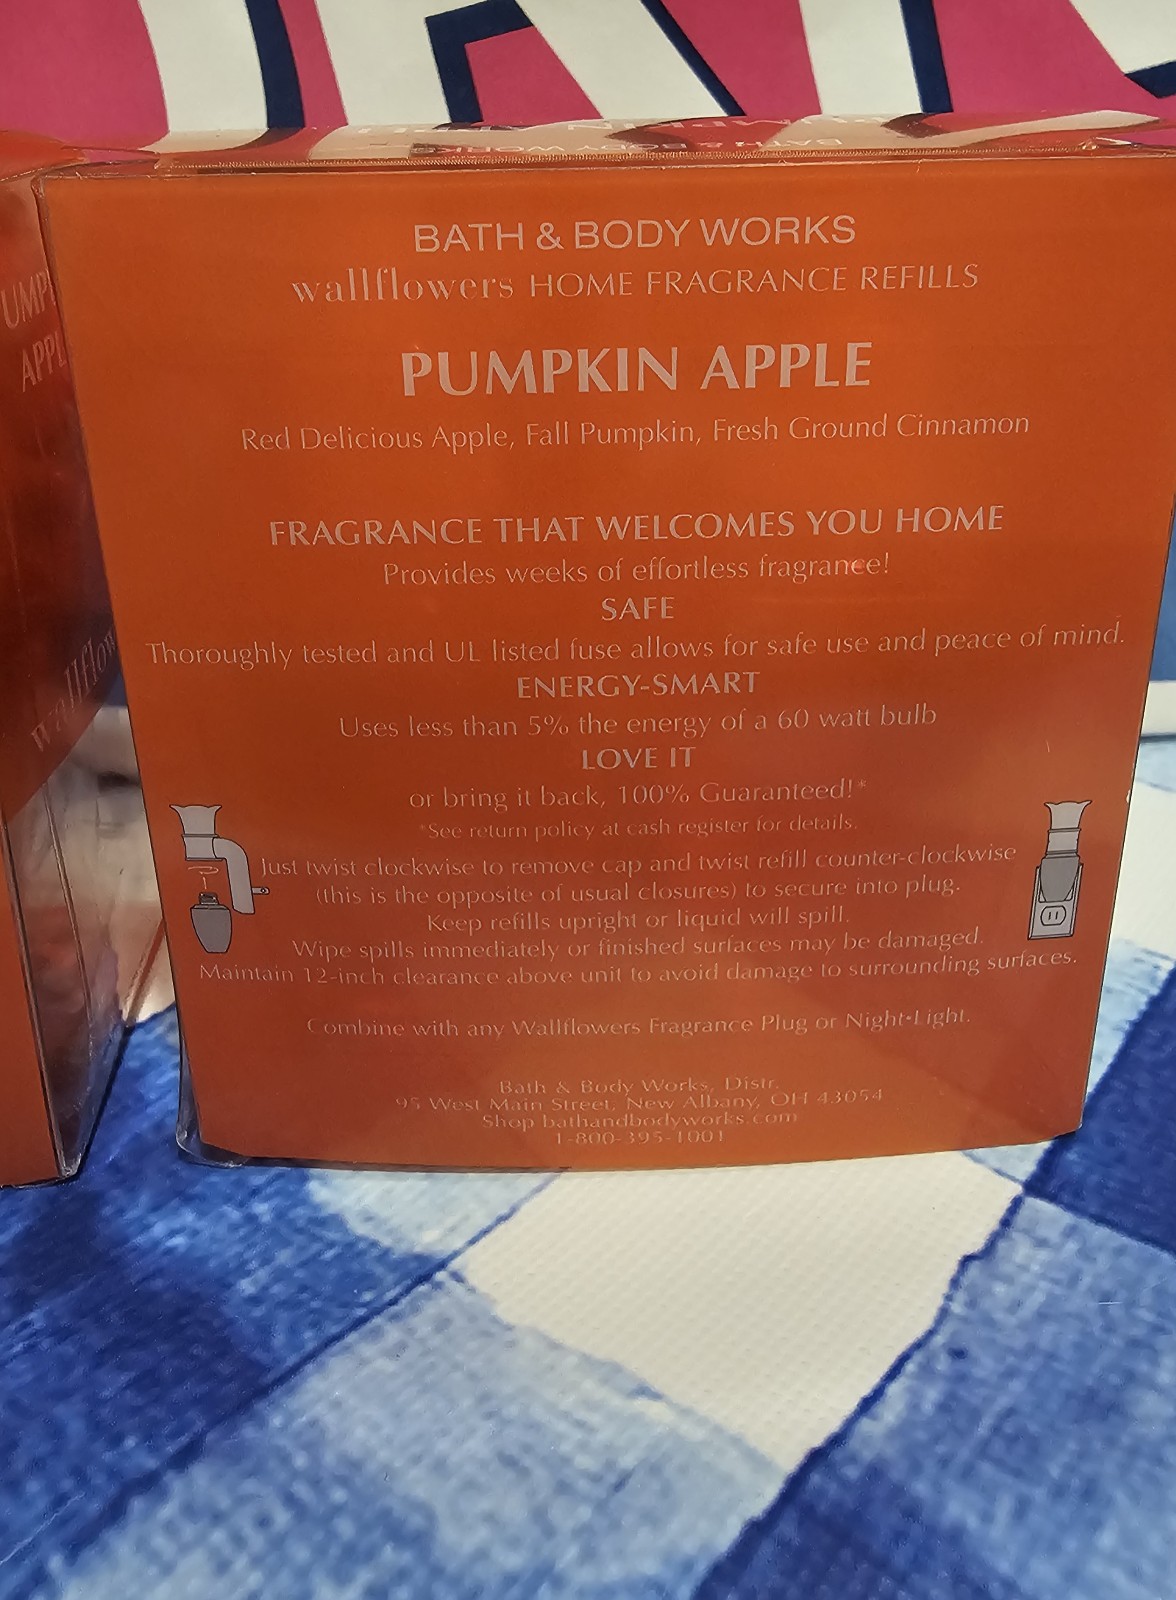 BATH & BODY WORKS
BATH & BODY WORKS
wallflowers HOME FRAGRANCE REFILLS
PUMPKIN APPLE
Red Delicious Apple, Fall Pumpkin, Fresh Ground Cinnamon
FRAGRANCE THAT WELCOMES YOU HOME
Provides weeks of effortless fragrance!
SAFE
Thoroughly tested and UL listed fuse allows for safe use and peace of mind.
ENERGY-SMART
Uses less than 5% the energy of a 60 watt bulb
LOVE IT
or bring it back, 100% Guaranteed!*
*See return policy at cash register for details.
Just twist clockwise to remove cap and twist refill counter-clockwise
(this is the opposite of usual closures) to secure into plug.
Keep refills upright or liquid will spill.
Wipe spills immediately or finished surfaces may be damaged.
Maintain 12-inch clearance above unit to avoid damage to surrounding surfaces.
Combine with any Wallflowers Fragrance Plug or Night•Light.
Bath & Body Works, Distr.
95 West Main Street, New Albany, OH 43054
Shop bathandbodyworks.com
1-800-395-1001
UMP
APPL
wallflow